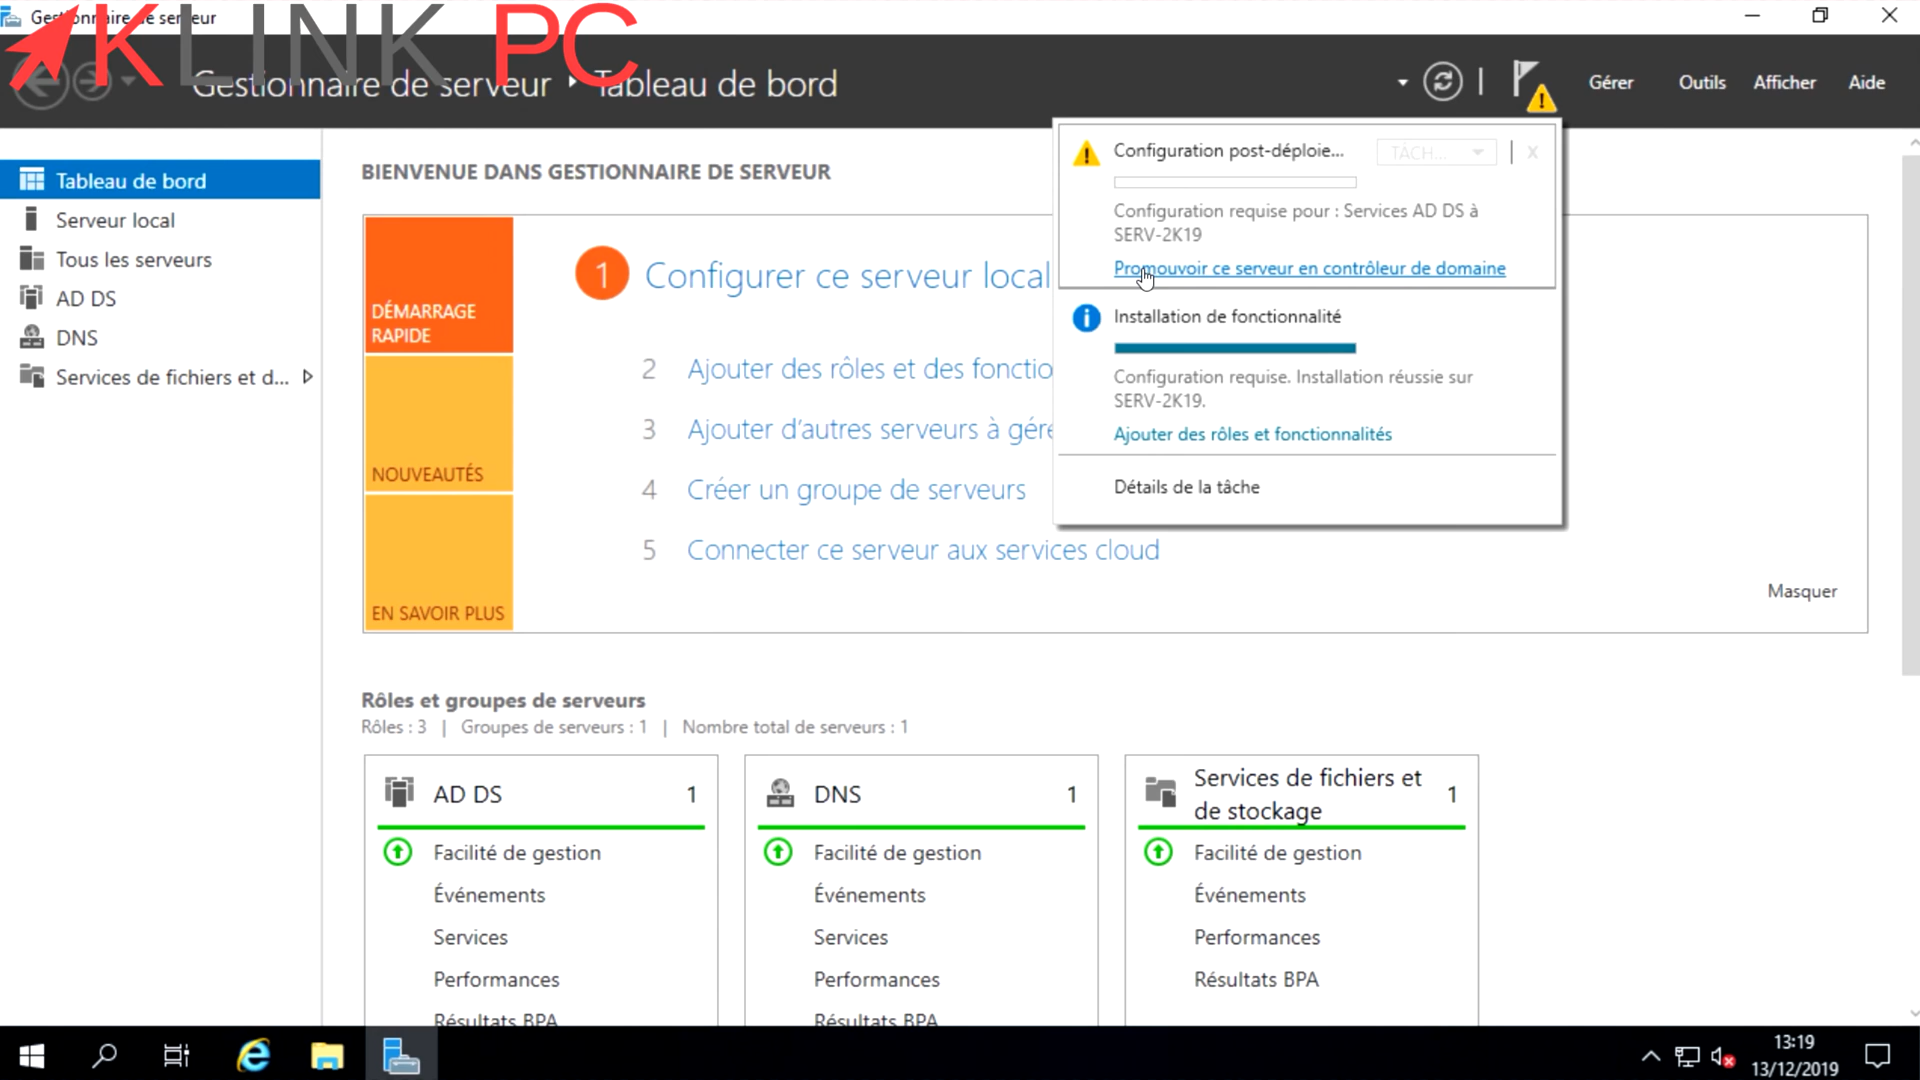 Gestionnaire de serveur
KLINK PC
Gestionnaire de serveur
Tableau de bord
Gérer
Outils
Afficher
Aide
Tableau de bord
Serveur local
Tous les serveurs
AD DS
DNS
Services de fichiers et d...
BIENVENUE DANS GESTIONNAIRE DE SERVEUR
DÉMARRAGE
RAPIDE
NOUVEAUTÉS
EN SAVOIR PLUS
1 Configurer ce serveur local
2 Ajouter des rôles et des fonctio
3 Ajouter d'autres serveurs à gére
4 Créer un groupe de serveurs
5 Connecter ce serveur aux services cloud
Masquer
Configuration post-déploie...
TÂCH...
X
Configuration requise pour : Services AD DS à
SERV-2K19
Promouvoir ce serveur en contrôleur de domaine
Installation de fonctionnalité
Configuration requise. Installation réussie sur
SERV-2K19.
Ajouter des rôles et fonctionnalités
Détails de la tâche
Rôles et groupes de serveurs
Rôles : 3 | Groupes de serveurs : 1 | Nombre total de serveurs : 1
AD DS 1
Facilité de gestion
Événements
Services
Performances
Résultats BPA
DNS 1
Facilité de gestion
Événements
Services
Performances
Résultats BPA
Services de fichiers et
de stockage
1
Facilité de gestion
Événements
Performances
Résultats BPA
13:19
13/12/2019